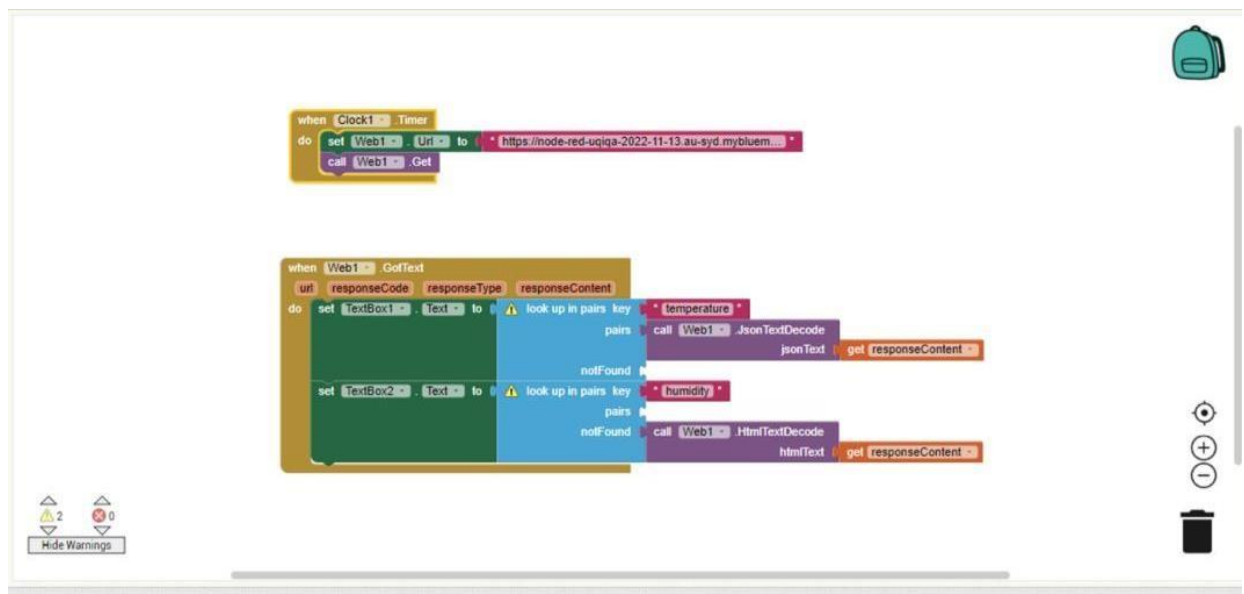 when Clock1 .Timer
do set Web1 . Url to " https://node-red-uqiqa-2022-11-13.au-syd.mybluem... "
call Web1 .Get
when Web1 .GotText
url responseCode responseType responseContent
do set TextBox1 . Text to look up in pairs key " temperature "
pairs call Web1 .JsonTextDecode
jsonText get responseContent
notFound
set TextBox2 . Text to look up in pairs key " humidity "
pairs
notFound call Web1 .HtmlTextDecode
htmlText get responseContent
2 0
Hide Warnings